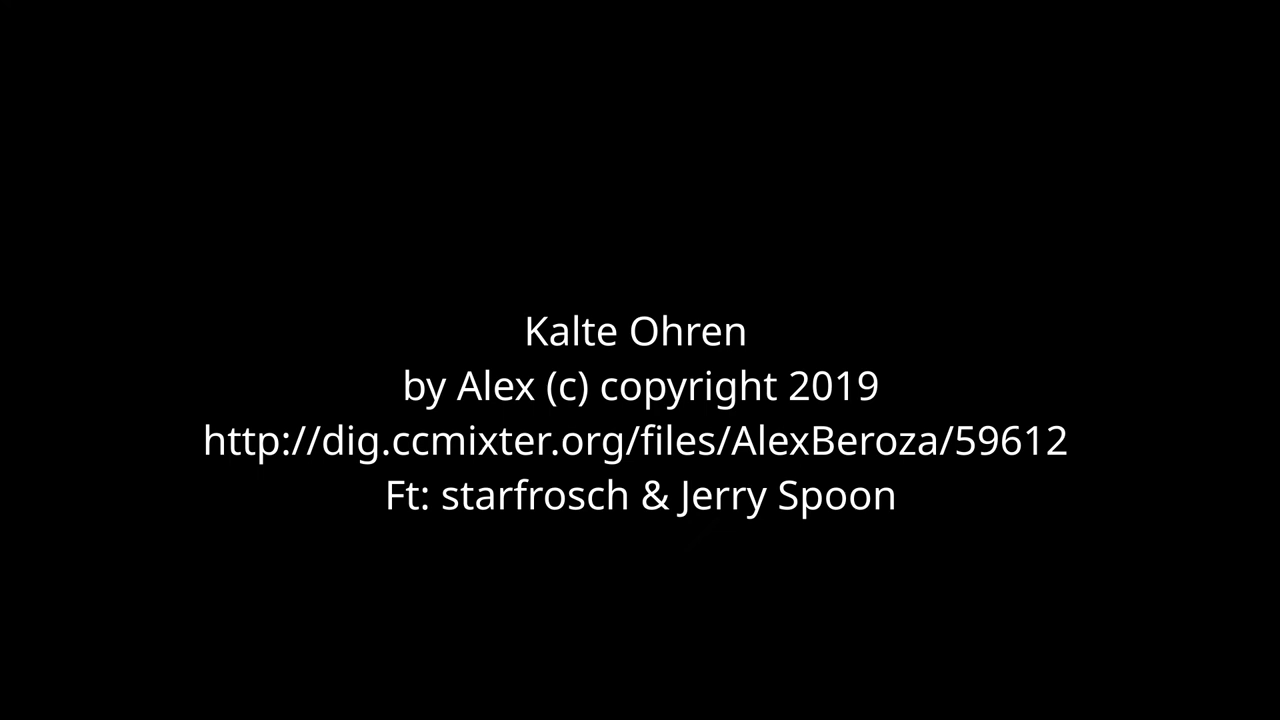 Kalte Ohren
by Alex (c) copyright 2019
http://dig.ccmixter.org/files/AlexBeroza/59612
Ft: starfrosch & Jerry Spoon